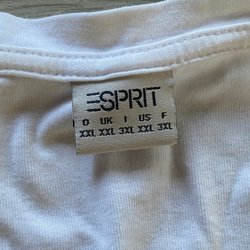 ESPRIT
D UK I US F
XXL XXL 3XL XXL 3XL